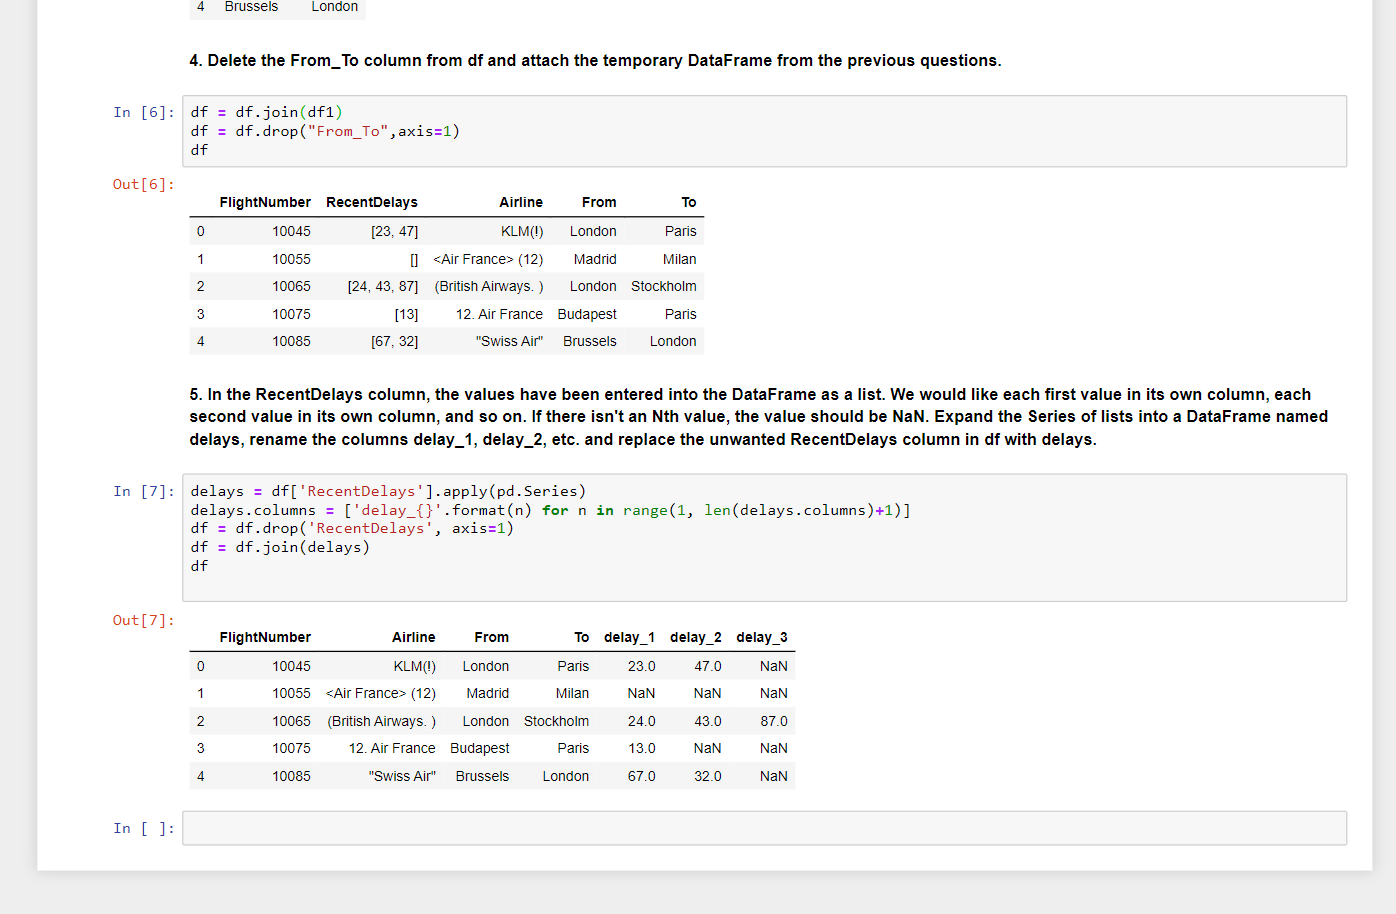 4 Brussels London
4. Delete the From_To column from df and attach the temporary DataFrame from the previous questions.
In [6]: df = df.join(df1)
df = df.drop("From_To",axis=1)
df
Out[6]:
FlightNumber RecentDelays Airline From To
0 10045 [23, 47] KLM(!) London Paris
1 10055 [] <Air France> (12) Madrid Milan
2 10065 [24, 43, 87] (British Airways. ) London Stockholm
3 10075 [13] 12. Air France Budapest Paris
4 10085 [67, 32] "Swiss Air" Brussels London
5. In the RecentDelays column, the values have been entered into the DataFrame as a list. We would like each first value in its own column, each
second value in its own column, and so on. If there isn't an Nth value, the value should be NaN. Expand the Series of lists into a DataFrame named
delays, rename the columns delay_1, delay_2, etc. and replace the unwanted RecentDelays column in df with delays.
In [7]: delays = df['RecentDelays'].apply(pd.Series)
delays.columns = ['delay_{}'.format(n) for n in range(1, len(delays.columns)+1)]
df = df.drop('RecentDelays', axis=1)
df = df.join(delays)
df
Out[7]:
FlightNumber Airline From To delay_1 delay_2 delay_3
0 10045 KLM(!) London Paris 23.0 47.0 NaN
1 10055 <Air France> (12) Madrid Milan NaN NaN NaN
2 10065 (British Airways. ) London Stockholm 24.0 43.0 87.0
3 10075 12. Air France Budapest Paris 13.0 NaN NaN
4 10085 "Swiss Air" Brussels London 67.0 32.0 NaN
In [ ]: